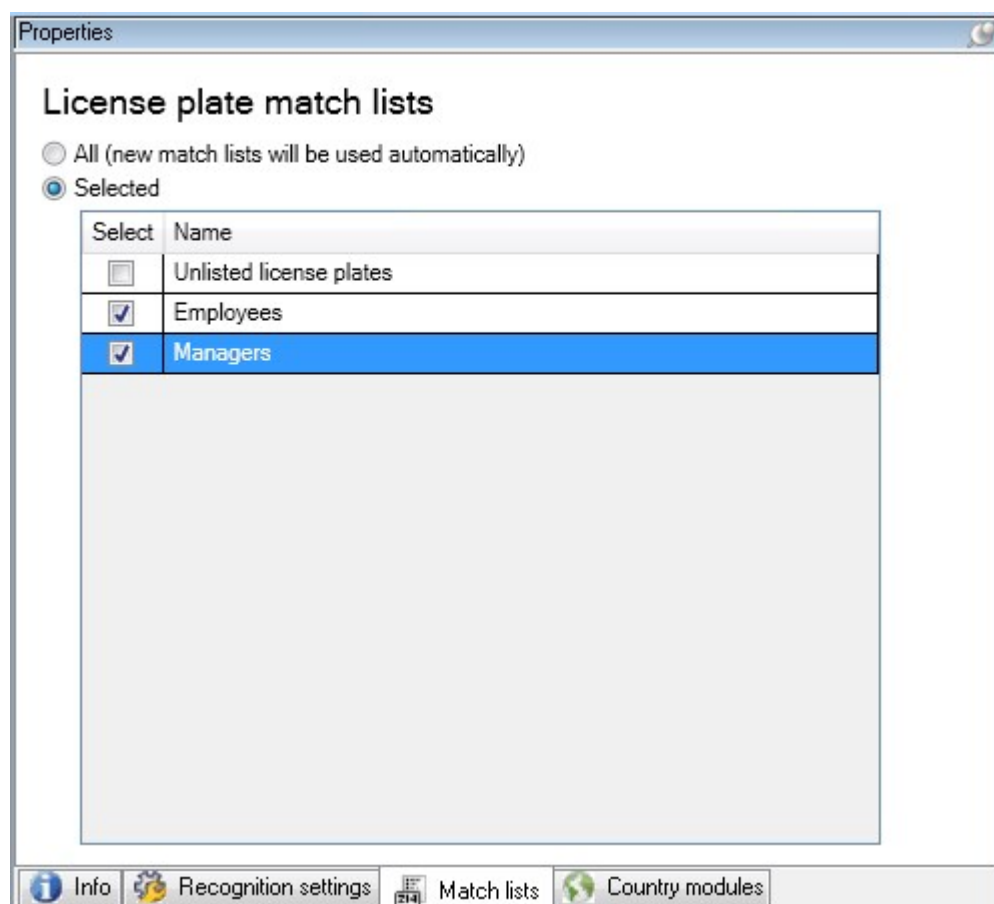 Properties
License plate match lists
All (new match lists will be used automatically)
Selected
Select Name
Unlisted license plates
Employees
Managers
Info Recognition settings Match lists Country modules